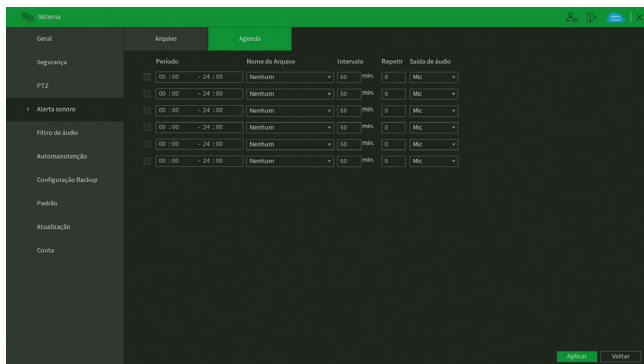 Sistema
Geral
Segurança
PTZ
Alerta sonoro
Filtro de áudio
Automanutenção
Configuração Backup
Padrão
Atualização
Conta
Arquivo Agenda
Período Nome do Arquivo Intervalo Repetir Saída de áudio
00 : 00 - 24 : 00 Nenhum 60 min. 0 Mic
00 : 00 - 24 : 00 Nenhum 60 min. 0 Mic
00 : 00 - 24 : 00 Nenhum 60 min. 0 Mic
00 : 00 - 24 : 00 Nenhum 60 min. 0 Mic
00 : 00 - 24 : 00 Nenhum 60 min. 0 Mic
00 : 00 - 24 : 00 Nenhum 60 min. 0 Mic
Aplicar Voltar